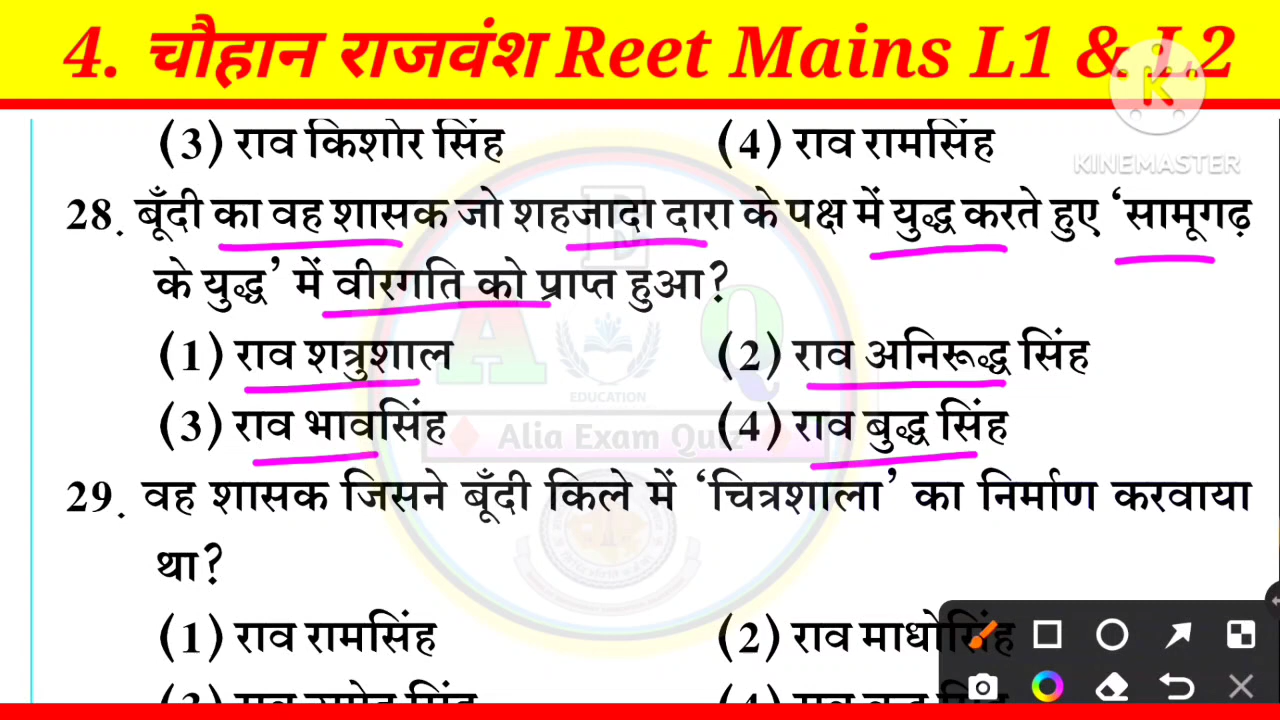 4. चौहान राजवंश Reet Mains L1 & L2
KINEMASTER
(3) राव किशोर सिंह (4) राव रामसिंह
28. बूँदी का वह शासक जो शहजादा दारा के पक्ष में युद्ध करते हुए ‘सामूगढ़
के युद्ध’ में वीरगति को प्राप्त हुआ?
(1) राव शत्रुशाल (2) राव अनिरूद्ध सिंह
(3) राव भावसिंह (4) राव बुद्ध सिंह
A Q
EDUCATION
Alia Exam Quiz
29. वह शासक जिसने बूँदी किले में ‘चित्रशाला’ का निर्माण करवाया
था?
(1) राव रामसिंह (2) राव माधोसिंह